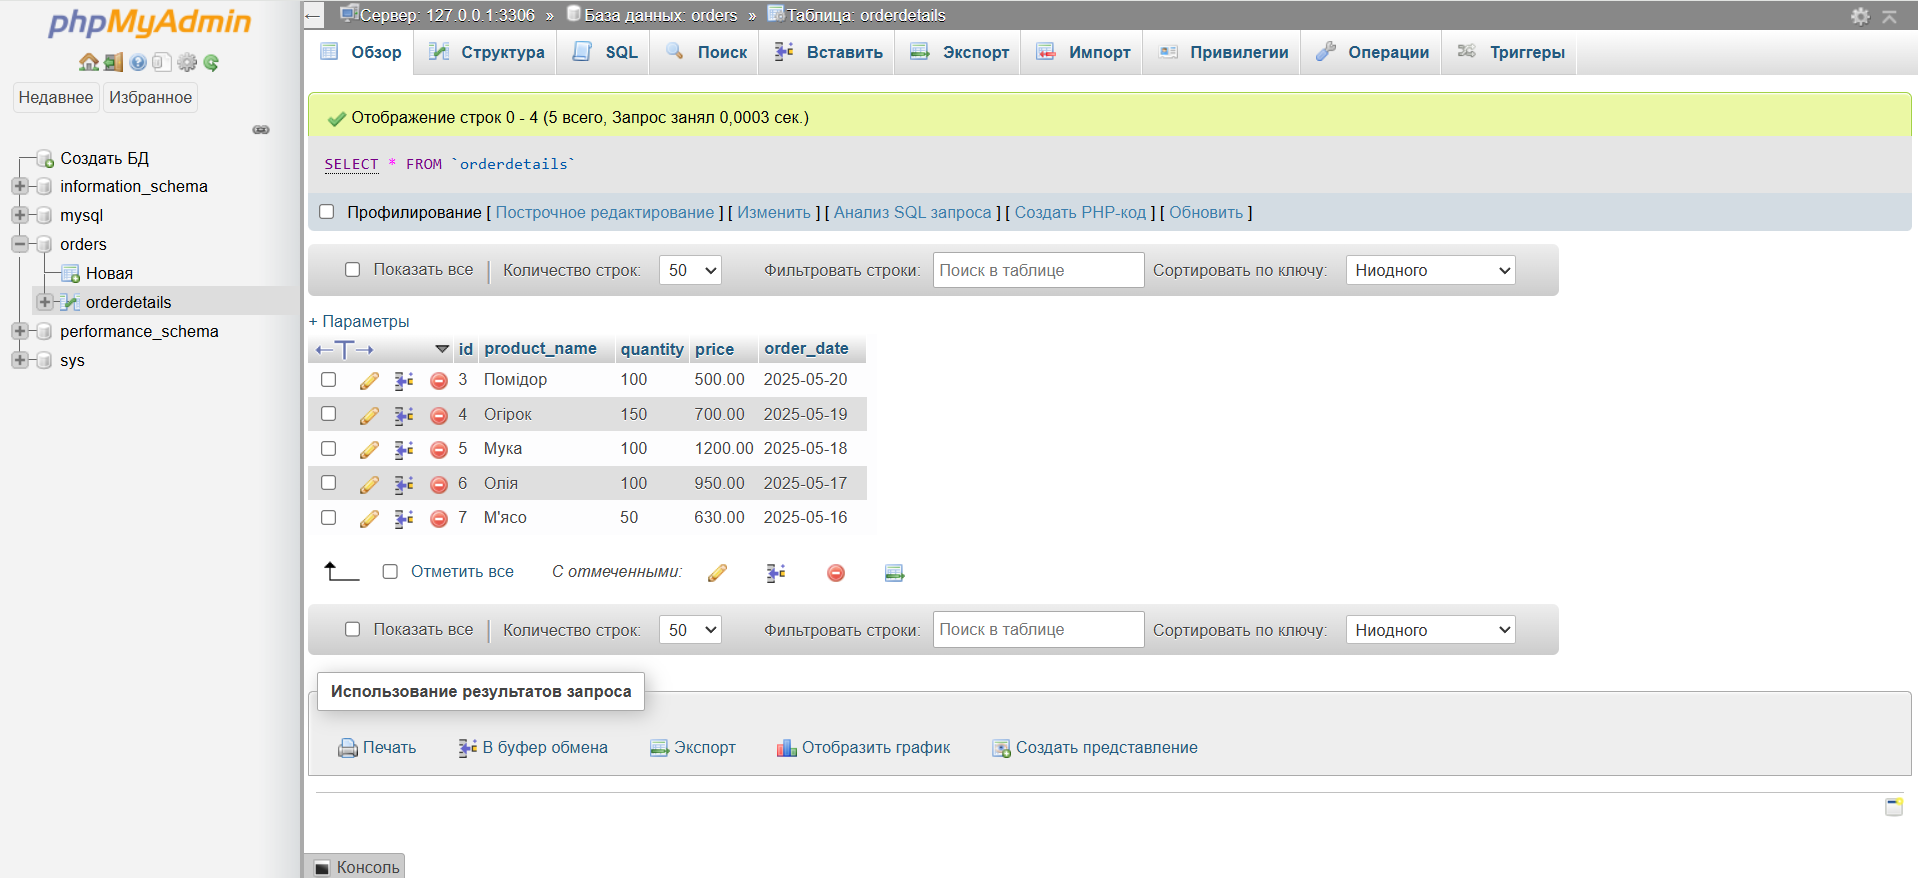 phpMyAdmin
Недавнее Избранное
Создать БД
information_schema
mysql
orders
Новая
orderdetails
performance_schema
sys
Сервер: 127.0.0.1:3306 » База данных: orders » Таблица: orderdetails
Обзор Структура SQL Поиск Вставить Экспорт Импорт Привилегии Операции Триггеры
Отображение строк 0 - 4 (5 всего, Запрос занял 0,0003 сек.)
SELECT * FROM `orderdetails`
Профилирование [ Построчное редактирование ] [ Изменить ] [ Анализ SQL запроса ] [ Создать PHP-код ] [ Обновить ]
Показать все Количество строк: 50 Фильтровать строки: Поиск в таблице Сортировать по ключу: Ниодного
+ Параметры
id product_name quantity price order_date
3 Помідор 100 500.00 2025-05-20
4 Огірок 150 700.00 2025-05-19
5 Мука 100 1200.00 2025-05-18
6 Олія 100 950.00 2025-05-17
7 М'ясо 50 630.00 2025-05-16
Отметить все С отмеченными:
Показать все Количество строк: 50 Фильтровать строки: Поиск в таблице Сортировать по ключу: Ниодного
Использование результатов запроса
Печать В буфер обмена Экспорт Отобразить график Создать представление
Консоль